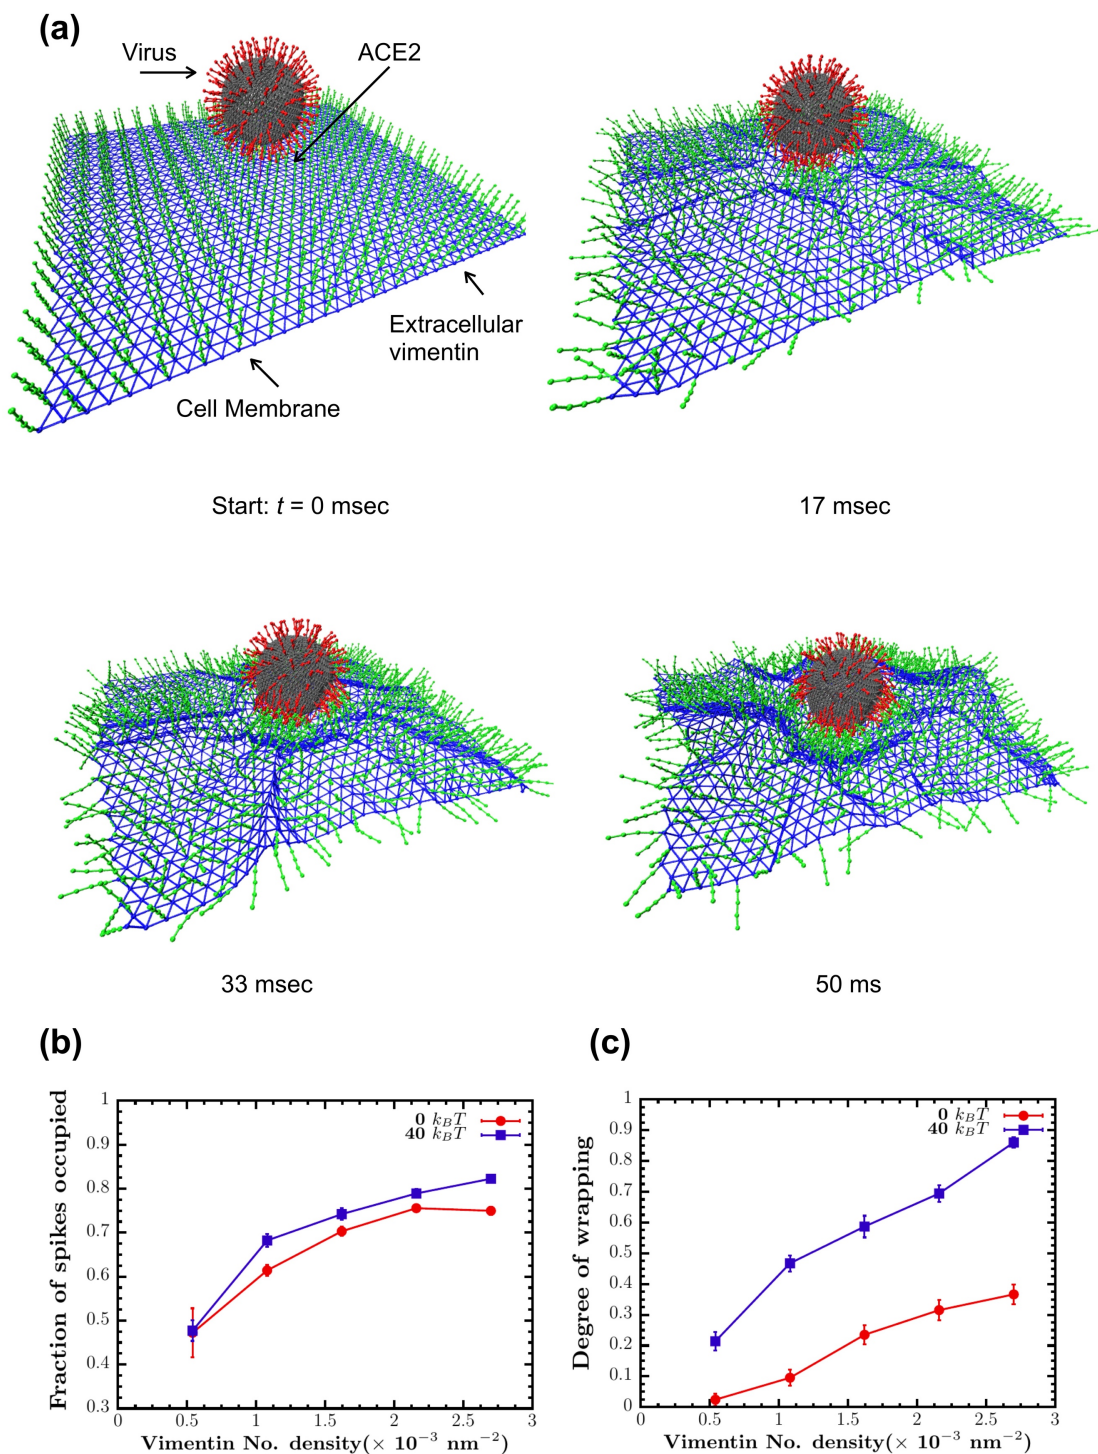 (a)
Virus
ACE2
Extracellular
vimentin
Cell Membrane
Start: t = 0 msec
17 msec
33 msec
50 ms
(b)
Fraction of spikes occupied
1
0.9
0.8
0.7
0.6
0.5
0.4
0.3
0 k_BT
40 k_BT
0 0.5 1 1.5 2 2.5 3
Vimentin No. density(× 10⁻³ nm⁻²)
(c)
Degree of wrapping
1
0.9
0.8
0.7
0.6
0.5
0.4
0.3
0.2
0.1
0
0 k_BT
40 k_BT
0 0.5 1 1.5 2 2.5 3
Vimentin No. density(× 10⁻³ nm⁻²)